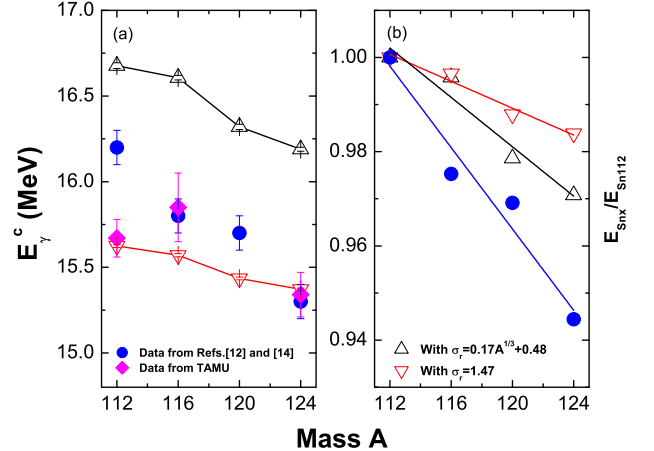 (a)
(b)
17.0
16.5
16.0
15.5
15.0
E_γ^c (MeV)
Data from Refs.[12] and [14]
Data from TAMU
112 116 120 124
1.00
0.98
0.96
0.94
E_Snx/E_Sn112
With σ_r=0.17A^1/3+0.48
With σ_r=1.47
112 116 120 124
Mass A